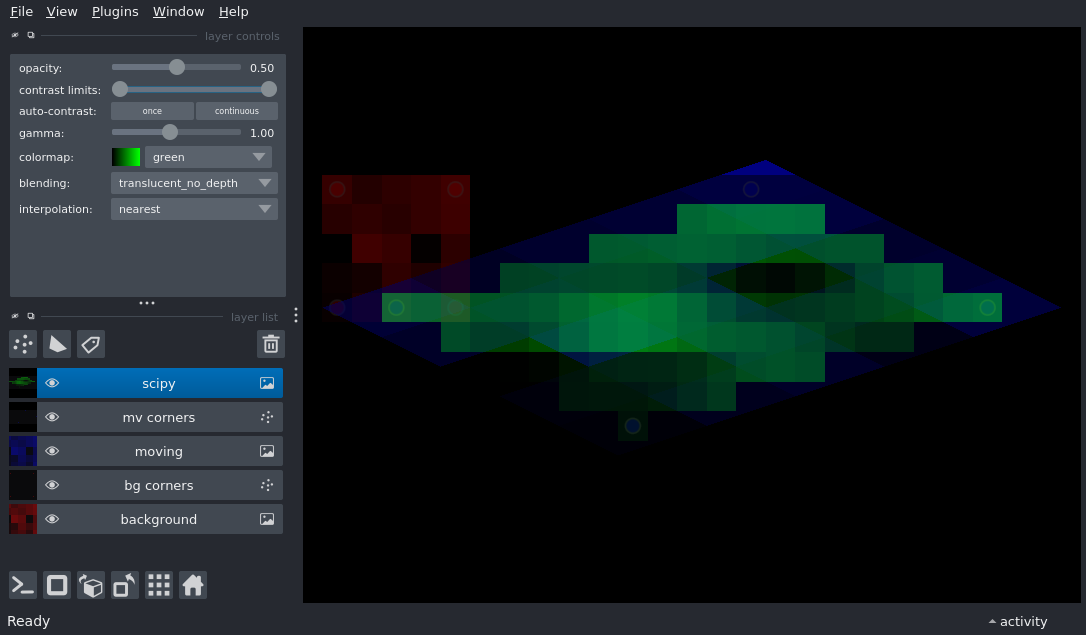 File View Plugins Window Help
layer controls
opacity: 0.50
contrast limits:
auto-contrast: once continuous
gamma: 1.00
colormap: green
blending: translucent_no_depth
interpolation: nearest
layer list
scipy
mv corners
moving
bg corners
background
Ready activity